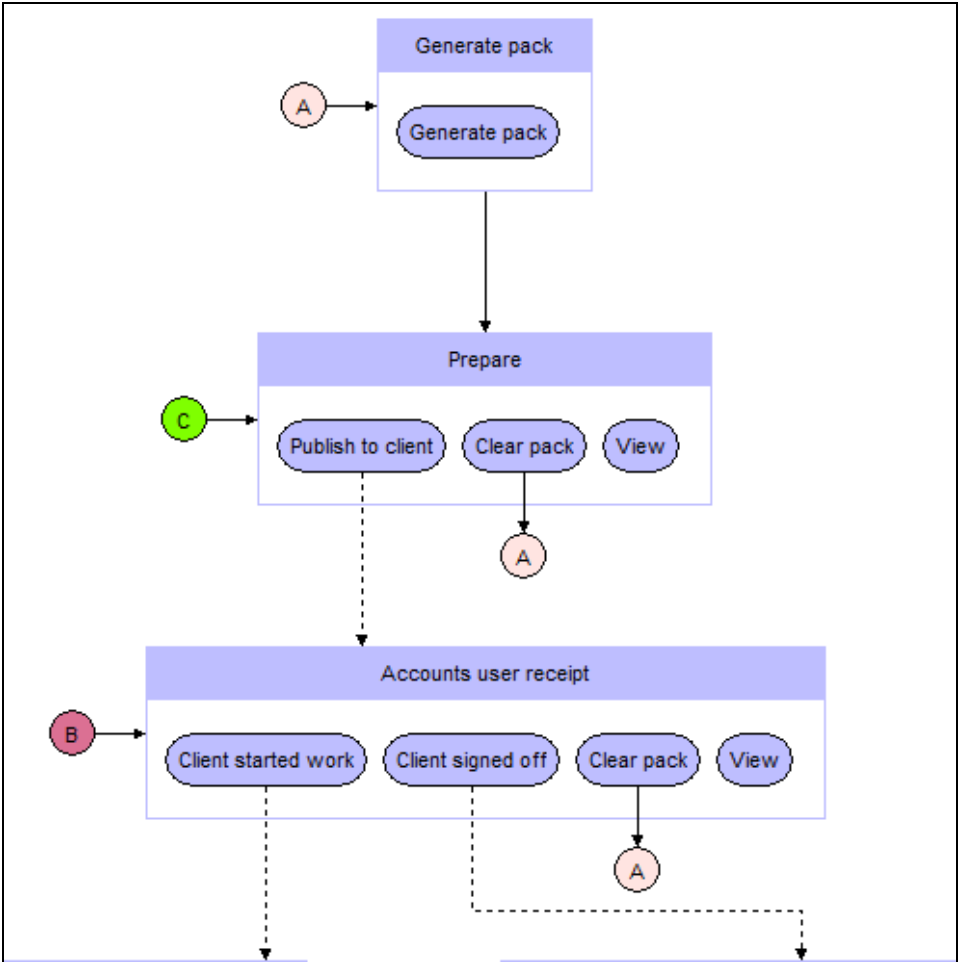 Generate pack
A
Generate pack
Prepare
C
Publish to client
Clear pack
View
A
Accounts user receipt
B
Client started work
Client signed off
Clear pack
View
A